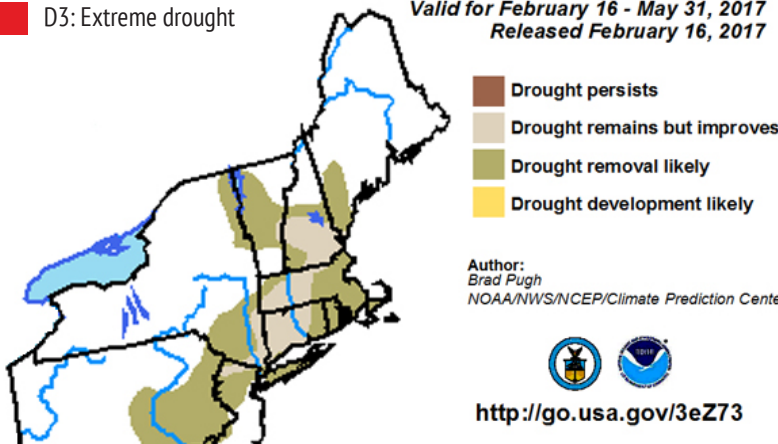 D3: Extreme drought
Valid for February 16 - May 31, 2017
Released February 16, 2017
Drought persists
Drought remains but improves
Drought removal likely
Drought development likely
Author:
Brad Pugh
NOAA/NWS/NCEP/Climate Prediction Cente
http://go.usa.gov/3eZ73